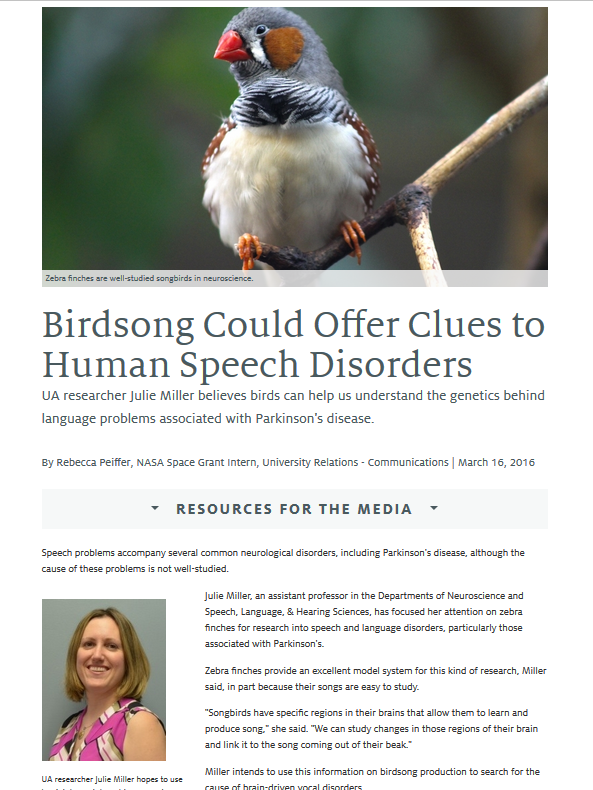 Zebra finches are well-studied songbirds in neuroscience.
Birdsong Could Offer Clues to
Human Speech Disorders
UA researcher Julie Miller believes birds can help us understand the genetics behind
language problems associated with Parkinson's disease.
By Rebecca Peiffer, NASA Space Grant Intern, University Relations - Communications | March 16, 2016
RESOURCES FOR THE MEDIA
Speech problems accompany several common neurological disorders, including Parkinson's disease, although the
cause of these problems is not well-studied.
Julie Miller, an assistant professor in the Departments of Neuroscience and
Speech, Language, & Hearing Sciences, has focused her attention on zebra
finches for research into speech and language disorders, particularly those
associated with Parkinson's.
Zebra finches provide an excellent model system for this kind of research, Miller
said, in part because their songs are easy to study.
"Songbirds have specific regions in their brains that allow them to learn and
produce song," she said. "We can study changes in those regions of their brain
and link it to the song coming out of their beak."
Miller intends to use this information on birdsong production to search for the
cause of brain-driven vocal disorders
UA researcher Julie Miller hopes to use